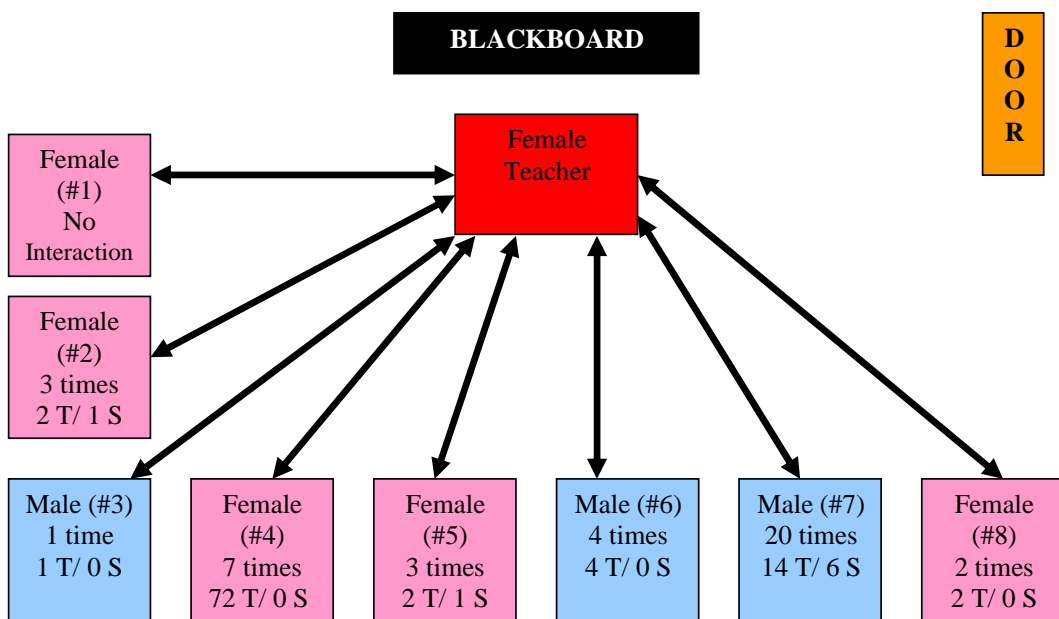 BLACKBOARD
D
O
O
R
Female
Teacher
Female
(#1)
No
Interaction
Female
(#2)
3 times
2 T/ 1 S
Male (#3)
1 time
1 T/ 0 S
Female
(#4)
7 times
72 T/ 0 S
Female
(#5)
3 times
2 T/ 1 S
Male (#6)
4 times
4 T/ 0 S
Male (#7)
20 times
14 T/ 6 S
Female
(#8)
2 times
2 T/ 0 S